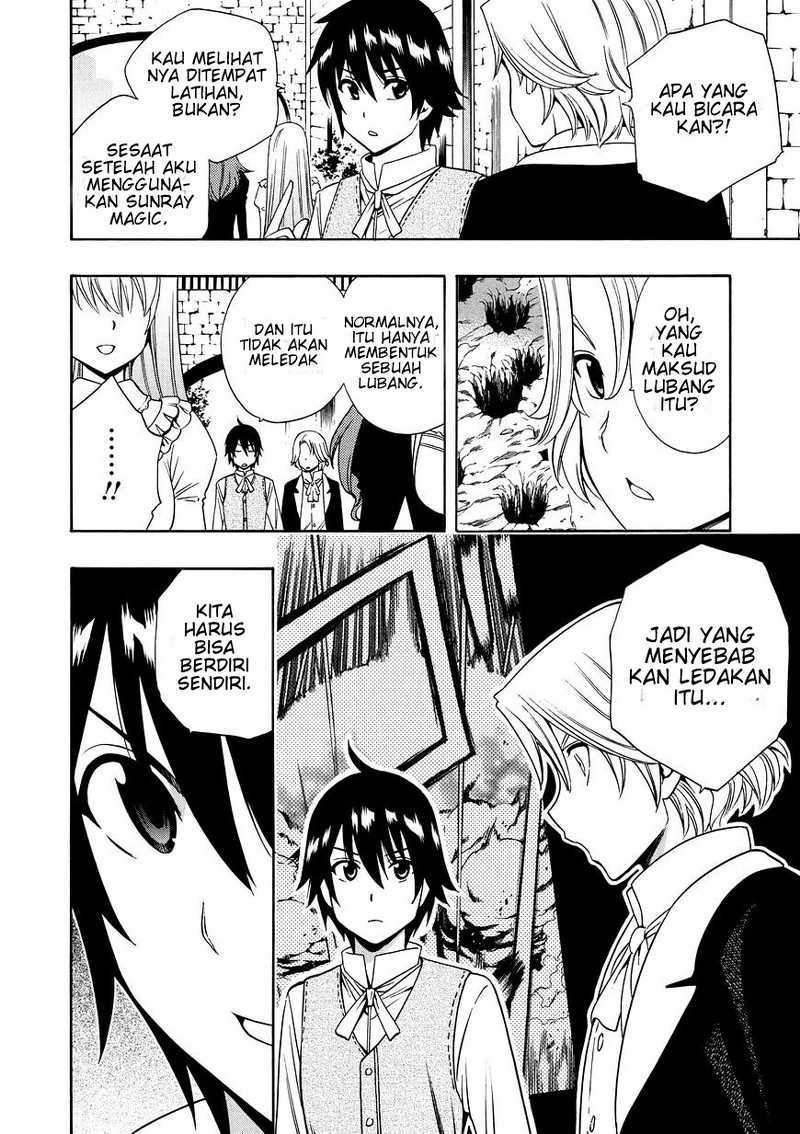 APA YANG
KAU BICARA
KAN?!
KAU MELIHAT
NYA DITEMPAT
LATIHAN,
BUKAN?
SESAAT
SETELAH AKU
MENGGUNA-
KAN SUNRAY
MAGIC.
OH,
YANG
KAU
MAKSUD
LUBANG
ITU?
NORMALNYA,
ITU HANYA
MEMBENTUK
SEBUAH
LUBANG.
DAN ITU
TIDAK AKAN
MELEDAK
......!!
JADI YANG
MENYEBAB
KAN LEDAKAN
ITU...
KITA
HARUS
BISA
BERDIRI
SENDIRI.